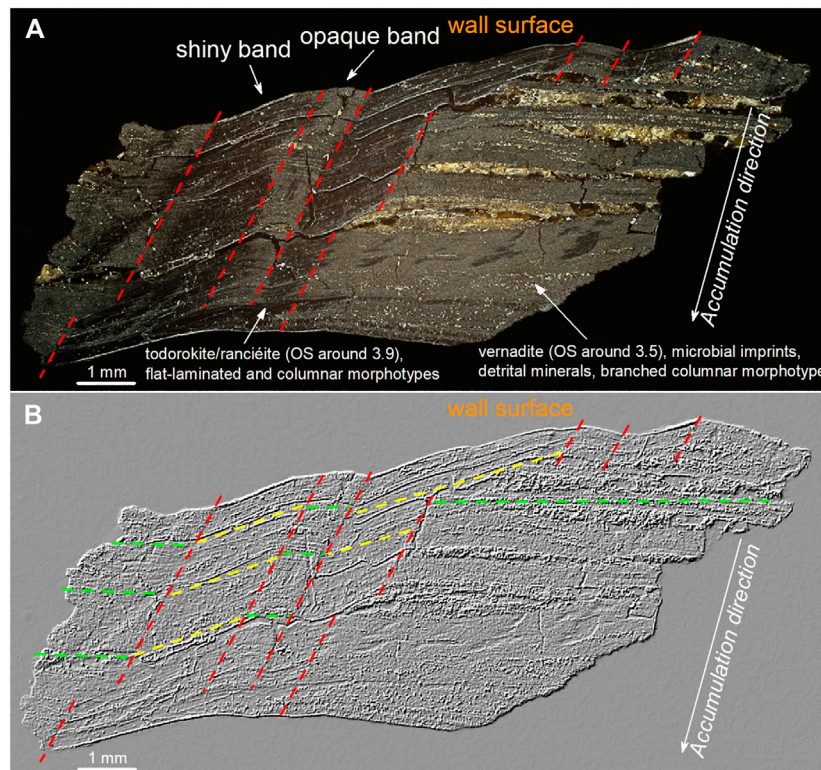 A
shiny band
opaque band
wall surface
Accumulation direction
todorokite/ranciéite (OS around 3.9),
flat-laminated and columnar morphotypes
vernadite (OS around 3.5), microbial imprints,
detrital minerals, branched columnar morphotype
1 mm
B
wall surface
Accumulation direction
1 mm